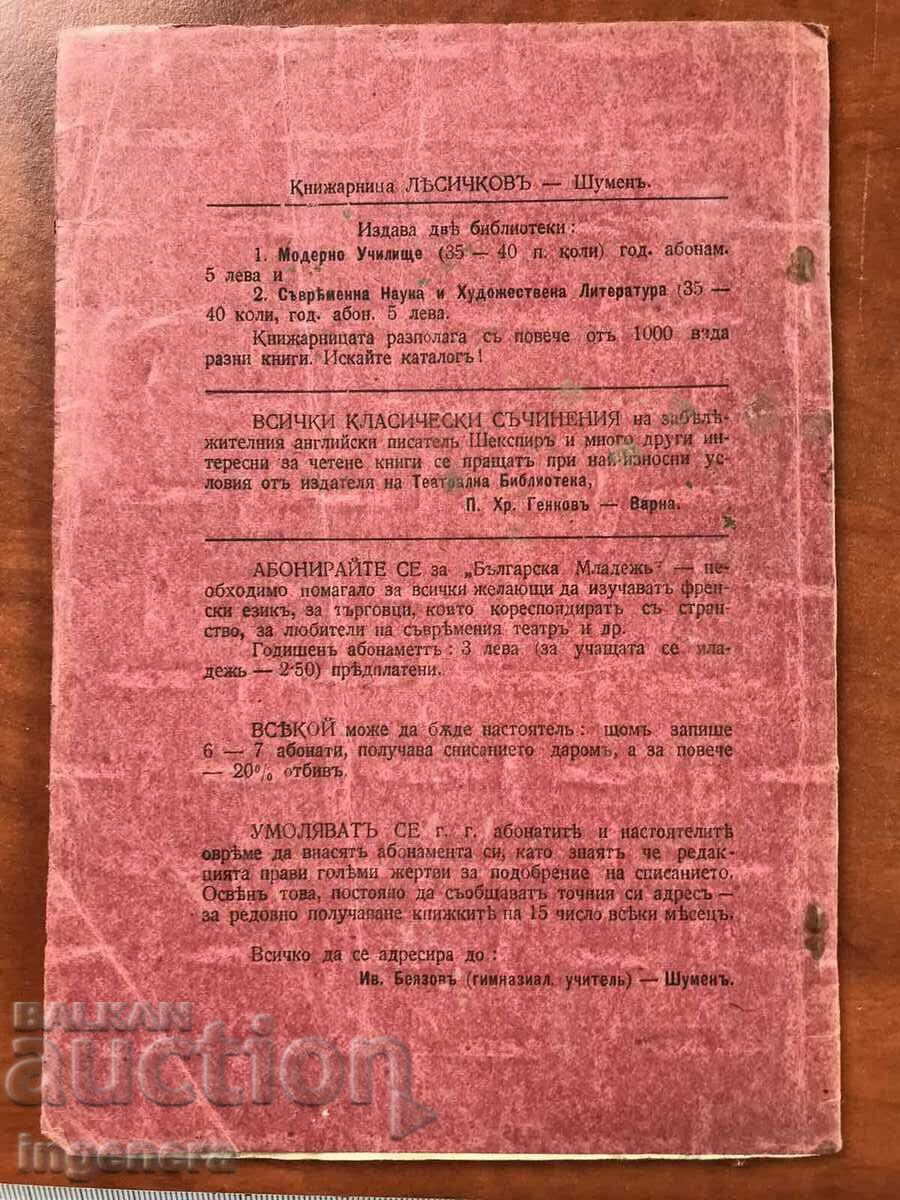 Книжарница ЛѢСИЧКОВЪ — Шуменъ.
Издава двѣ библиотеки:
1. Модерно Училище (35 — 40 п. коли) год. абонам.
5 лева и
2. Съврѣменна Наука и Художествена Литература (35 —
40 коли, год. абон. 5 лева.
Книжарницата разполага съ повече отъ 1000 вида
разни книги. Искайте каталогъ!
ВСИЧКИ КЛАСИЧЕСКИ СЪЧИНЕНИЯ на забѣлѣ-
жителния английски писатель Шекспиръ и много други ин-
тересни за четене книги се пращатъ при най-износни ус-
ловия отъ издателя на Театрална Библиотека,
П. Хр. Генковъ — Варна.
АБОНИРАЙТЕ СЕ за „Българска Младежь" — не-
обходимо помагало за всички желающи да изучаватъ френ-
ски езикъ, за търговци, които кореспондиратъ съ стран-
ство, за любители на съврѣмения театръ и др.
Годишенъ абонаметъ: 3 лева (за учащата се мла-
дежь — 2·50) прѣдплатени.
ВСѢКОЙ може да бѫде настоятель: щомъ запише
6 — 7 абонати, получава списанието даромъ, а за повече
— 20% отбивъ.
УМОЛЯВАТЪ СЕ г. г. абонатитѣ и настоятелитѣ
оврѣме да внасятъ абонамента си, като знаятъ че редак-
цията прави голѣми жертви за подобрение на списанието.
Освѣнъ това, постояно да съобщаватъ точния си адресъ —
за редовно получаване книжкитѣ на 15 число всѣки мѣсецъ.
Всичко да се адресира до:
Ив. Беязовъ (гимназиал. учитель) — Шуменъ.
BALKAN
auction
ingenera